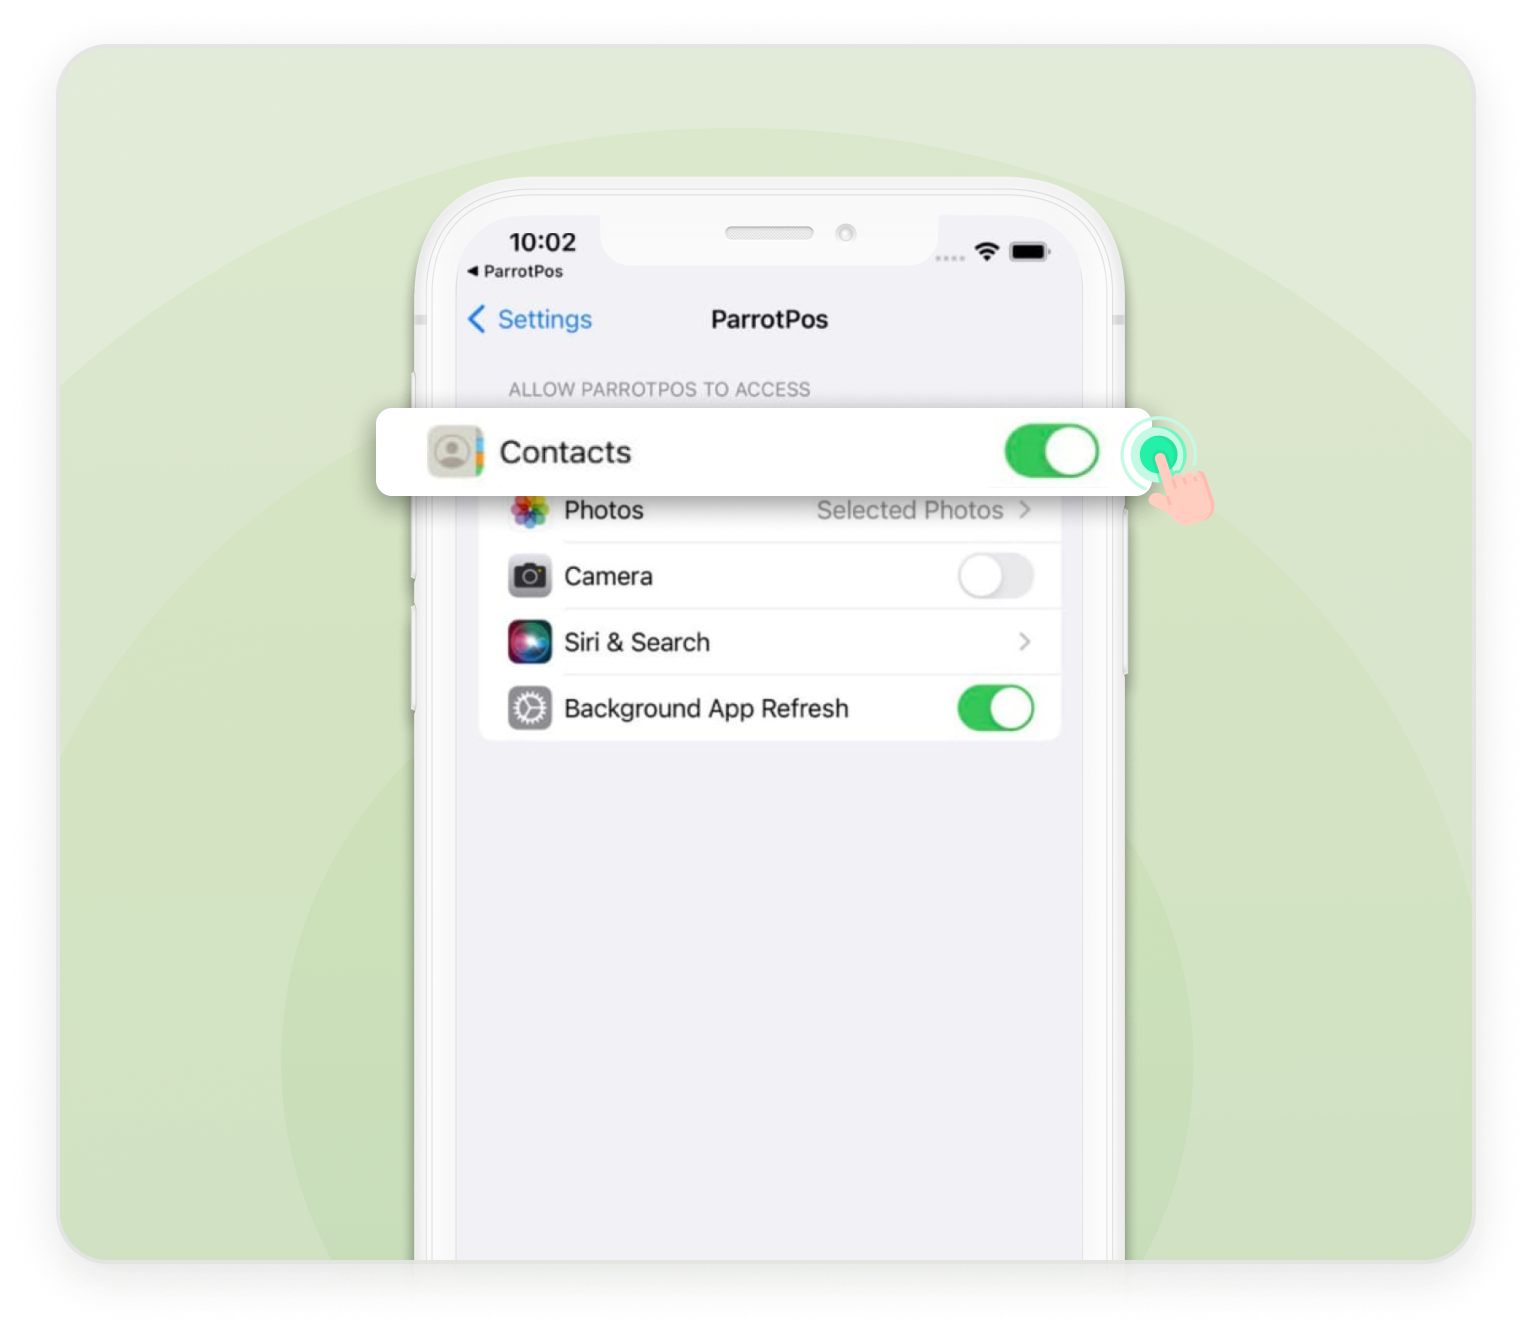 10:02
◀ ParrotPos
Settings ParrotPos
ALLOW PARROTPOS TO ACCESS
Contacts
Photos Selected Photos
Camera
Siri & Search
Background App Refresh